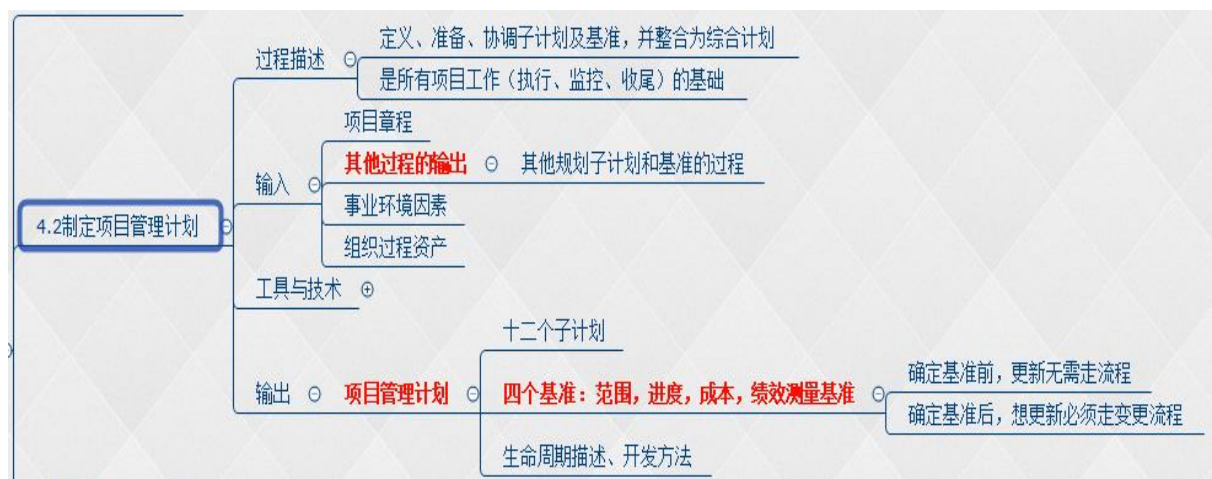 4.2制定项目管理计划
过程描述
定义、准备、协调子计划及基准，并整合为综合计划
是所有项目工作（执行、监控、收尾）的基础
输入
项目章程
其他过程的输出
其他规划子计划和基准的过程
事业环境因素
组织过程资产
工具与技术
输出
项目管理计划
十二个子计划
四个基准：范围，进度，成本，绩效测量基准
确定基准前，更新无需走流程
确定基准后，想更新必须走变更流程
生命周期描述、开发方法